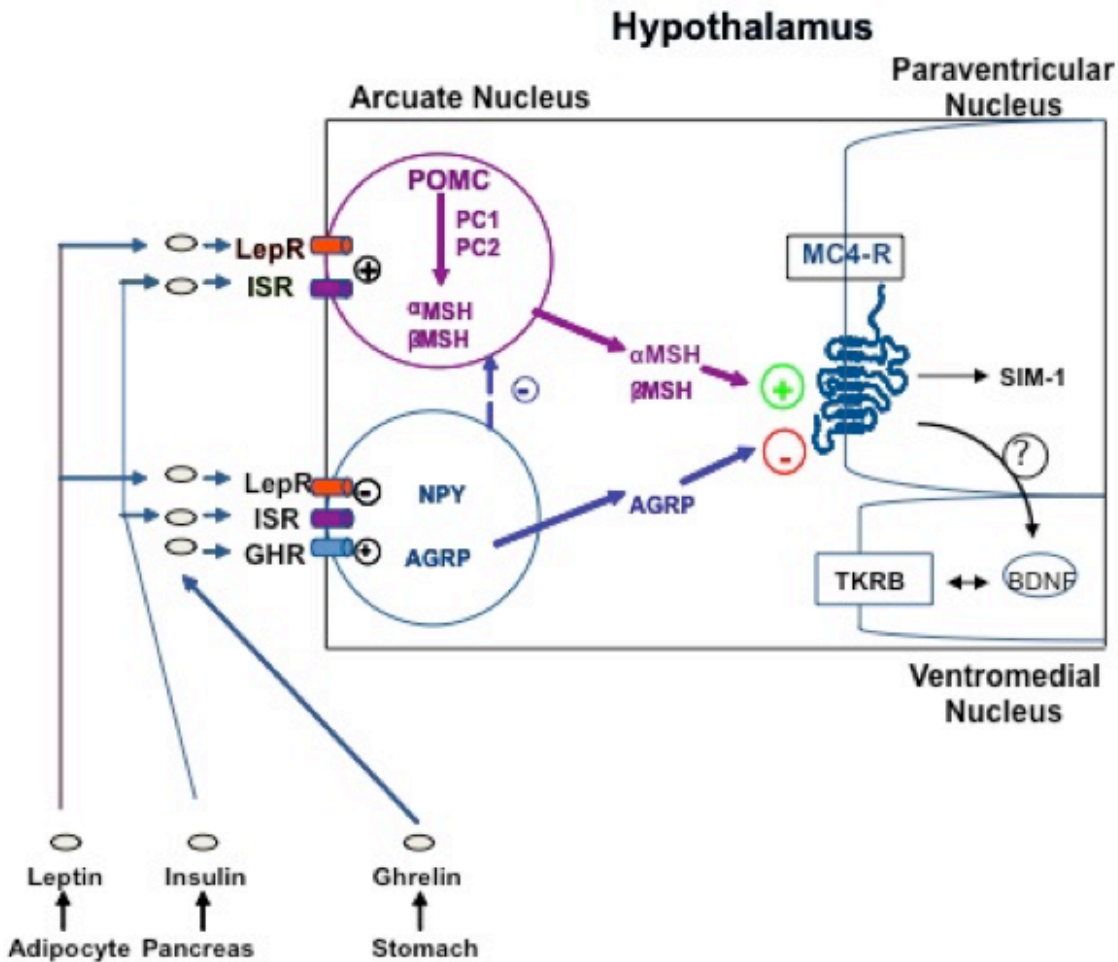 Hypothalamus
Paraventricular
Nucleus
Arcuate Nucleus
POMC
PC1
PC2
LepR
+
ISR
αMSH
βMSH
MC4-R
αMSH
βMSH
+
SIM-1
-
-
?
LepR
-
NPY
ISR
GHR
+
AGRP
AGRP
TKRB
BDNF
Ventromedial
Nucleus
Leptin
Insulin
Ghrelin
Adipocyte
Pancreas
Stomach